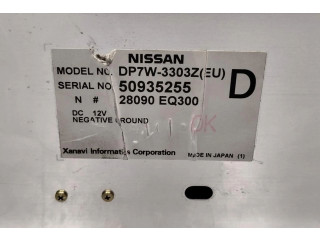 NISSAN
MODEL NO. DP7W-3303Z(EU)
SERIAL NO. 50935255
D
N # 28090 EQ300
DC 12V
NEGATIVE GROUND
OK
Xanavi Informatics Corporation
MADE IN JAPAN (1)